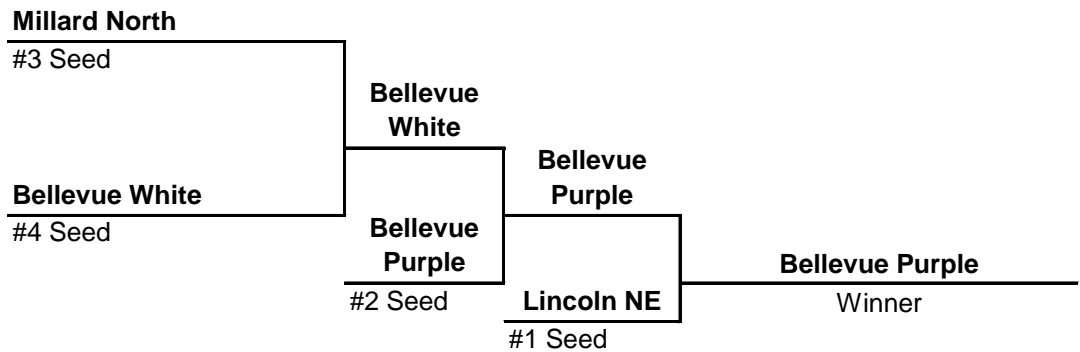 Millard North
#3 Seed
Bellevue
White
Bellevue
Purple
Bellevue White
#4 Seed
Bellevue
Purple
#2 Seed
Lincoln NE
#1 Seed
Bellevue Purple
Winner